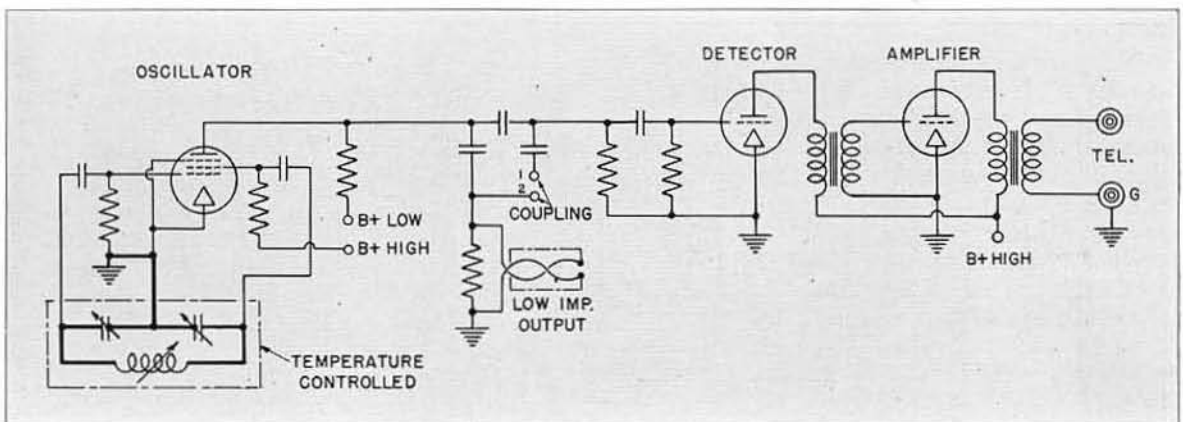 OSCILLATOR
DETECTOR
AMPLIFIER
B+ LOW
B+ HIGH
1
2
COUPLING
LOW IMP.
OUTPUT
TEL.
G
B+ HIGH
TEMPERATURE
CONTROLLED